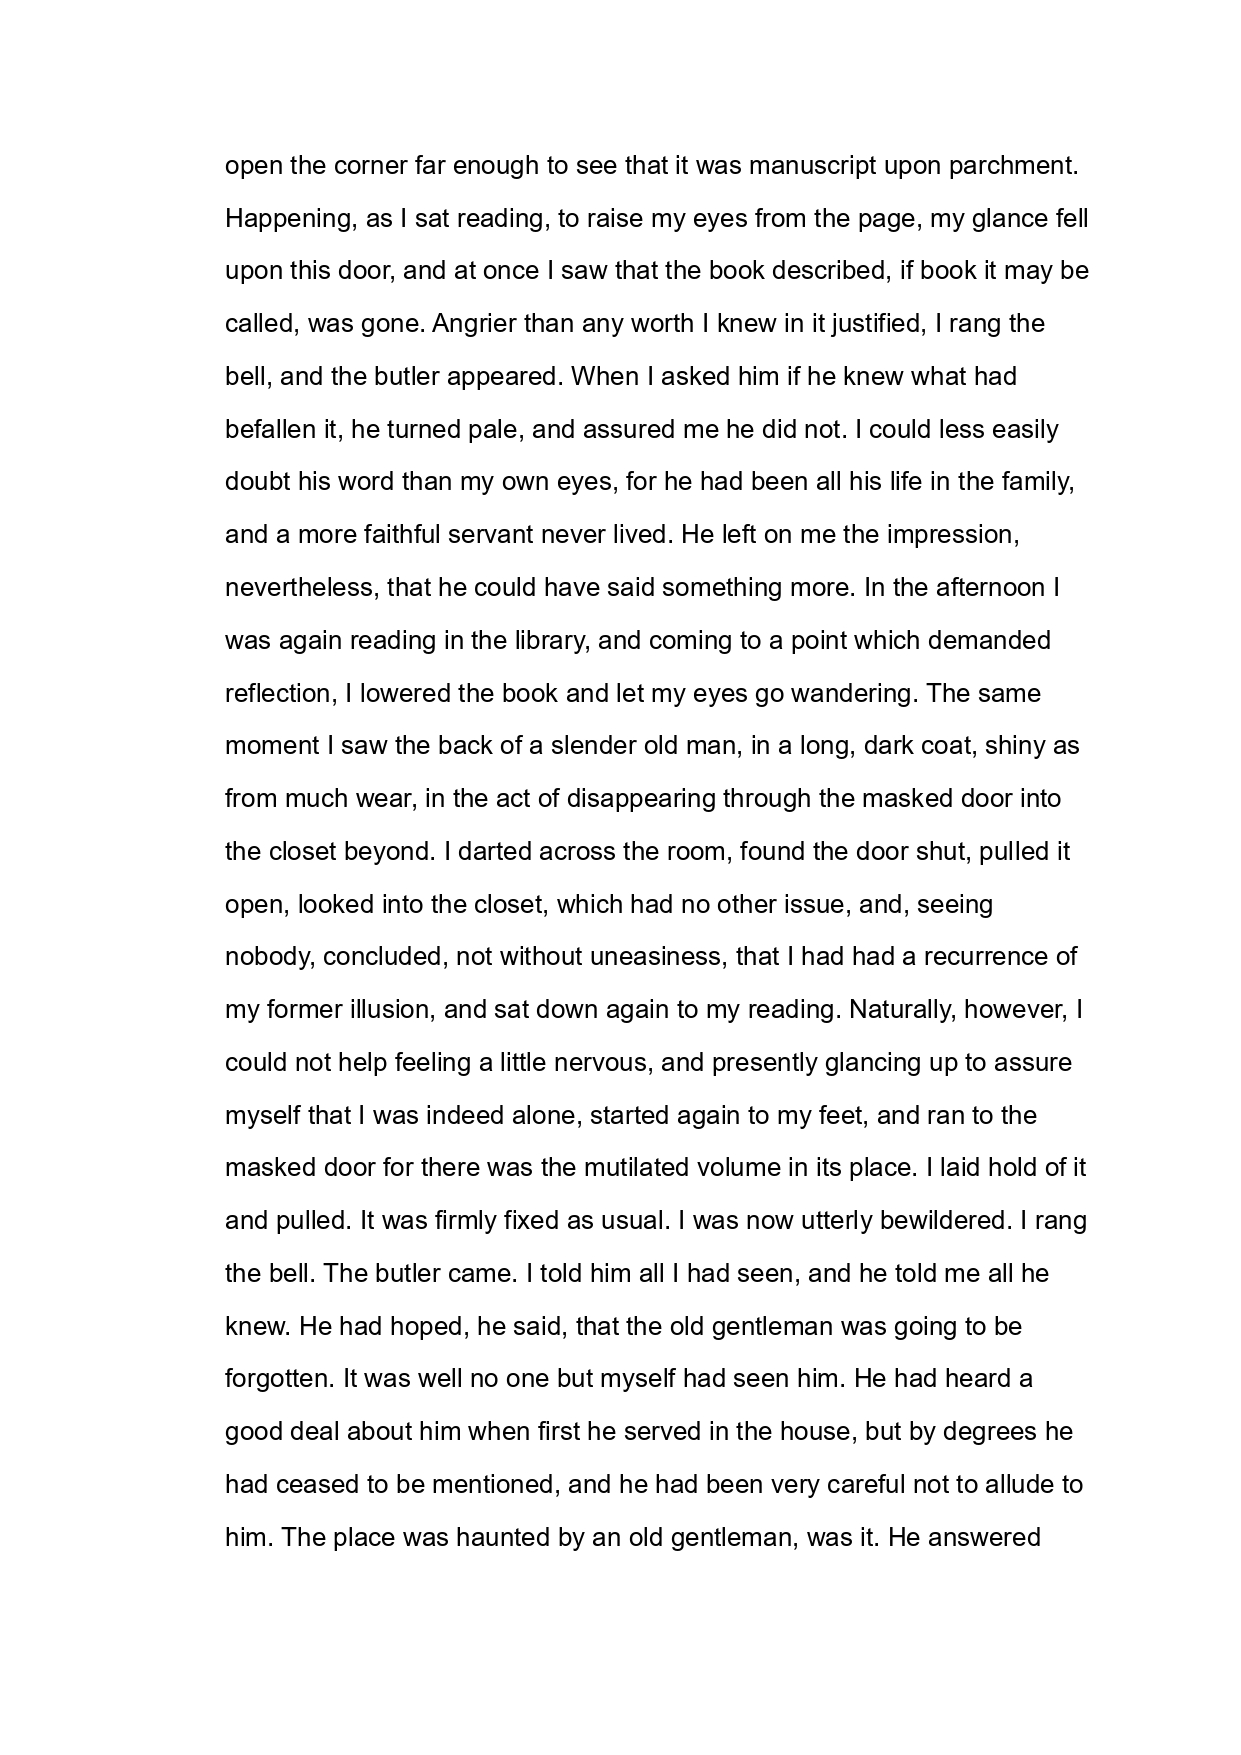 open the corner far enough to see that it was manuscript upon parchment.
Happening, as I sat reading, to raise my eyes from the page, my glance fell
upon this door, and at once I saw that the book described, if book it may be
called, was gone. Angrier than any worth I knew in it justified, I rang the
bell, and the butler appeared. When I asked him if he knew what had
befallen it, he turned pale, and assured me he did not. I could less easily
doubt his word than my own eyes, for he had been all his life in the family,
and a more faithful servant never lived. He left on me the impression,
nevertheless, that he could have said something more. In the afternoon I
was again reading in the library, and coming to a point which demanded
reflection, I lowered the book and let my eyes go wandering. The same
moment I saw the back of a slender old man, in a long, dark coat, shiny as
from much wear, in the act of disappearing through the masked door into
the closet beyond. I darted across the room, found the door shut, pulled it
open, looked into the closet, which had no other issue, and, seeing
nobody, concluded, not without uneasiness, that I had had a recurrence of
my former illusion, and sat down again to my reading. Naturally, however, I
could not help feeling a little nervous, and presently glancing up to assure
myself that I was indeed alone, started again to my feet, and ran to the
masked door for there was the mutilated volume in its place. I laid hold of it
and pulled. It was firmly fixed as usual. I was now utterly bewildered. I rang
the bell. The butler came. I told him all I had seen, and he told me all he
knew. He had hoped, he said, that the old gentleman was going to be
forgotten. It was well no one but myself had seen him. He had heard a
good deal about him when first he served in the house, but by degrees he
had ceased to be mentioned, and he had been very careful not to allude to
him. The place was haunted by an old gentleman, was it. He answered